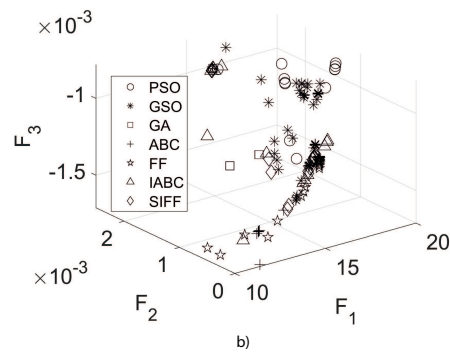 × 10⁻³
-1
-1.5
F₃
PSO
GSO
GA
ABC
FF
IABC
SIFF
2
1
0
× 10⁻³
F₂
10
15
20
F₁
b)